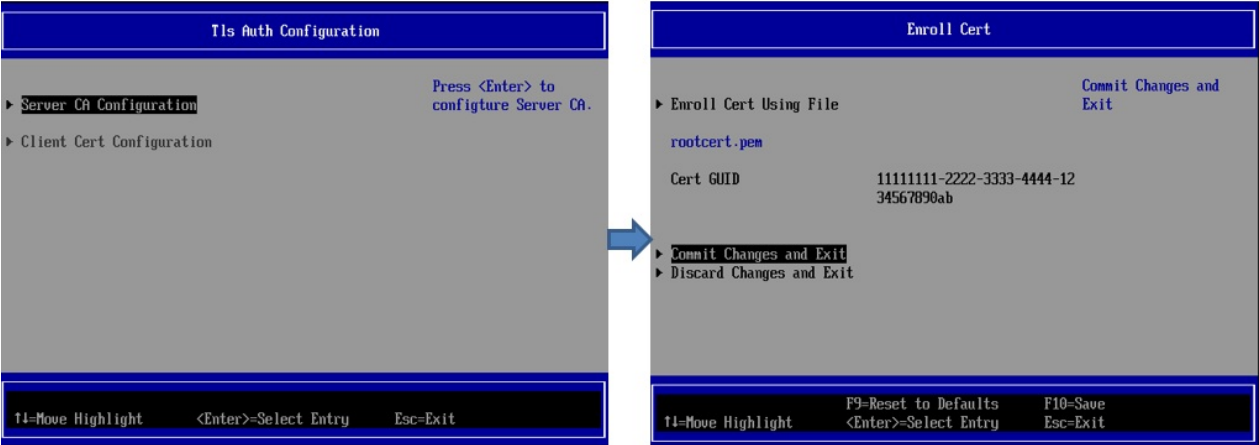 Tls Auth Configuration
Press <Enter> to
▶ Server CA Configuration configture Server CA.
▶ Client Cert Configuration
↑↓=Move Highlight <Enter>=Select Entry Esc=Exit
Enroll Cert
Commit Changes and
▶ Enroll Cert Using File Exit
rootcert.pem
Cert GUID 11111111-2222-3333-4444-12
34567890ab
▶ Commit Changes and Exit
▶ Discard Changes and Exit
F9=Reset to Defaults F10=Save
↑↓=Move Highlight <Enter>=Select Entry Esc=Exit